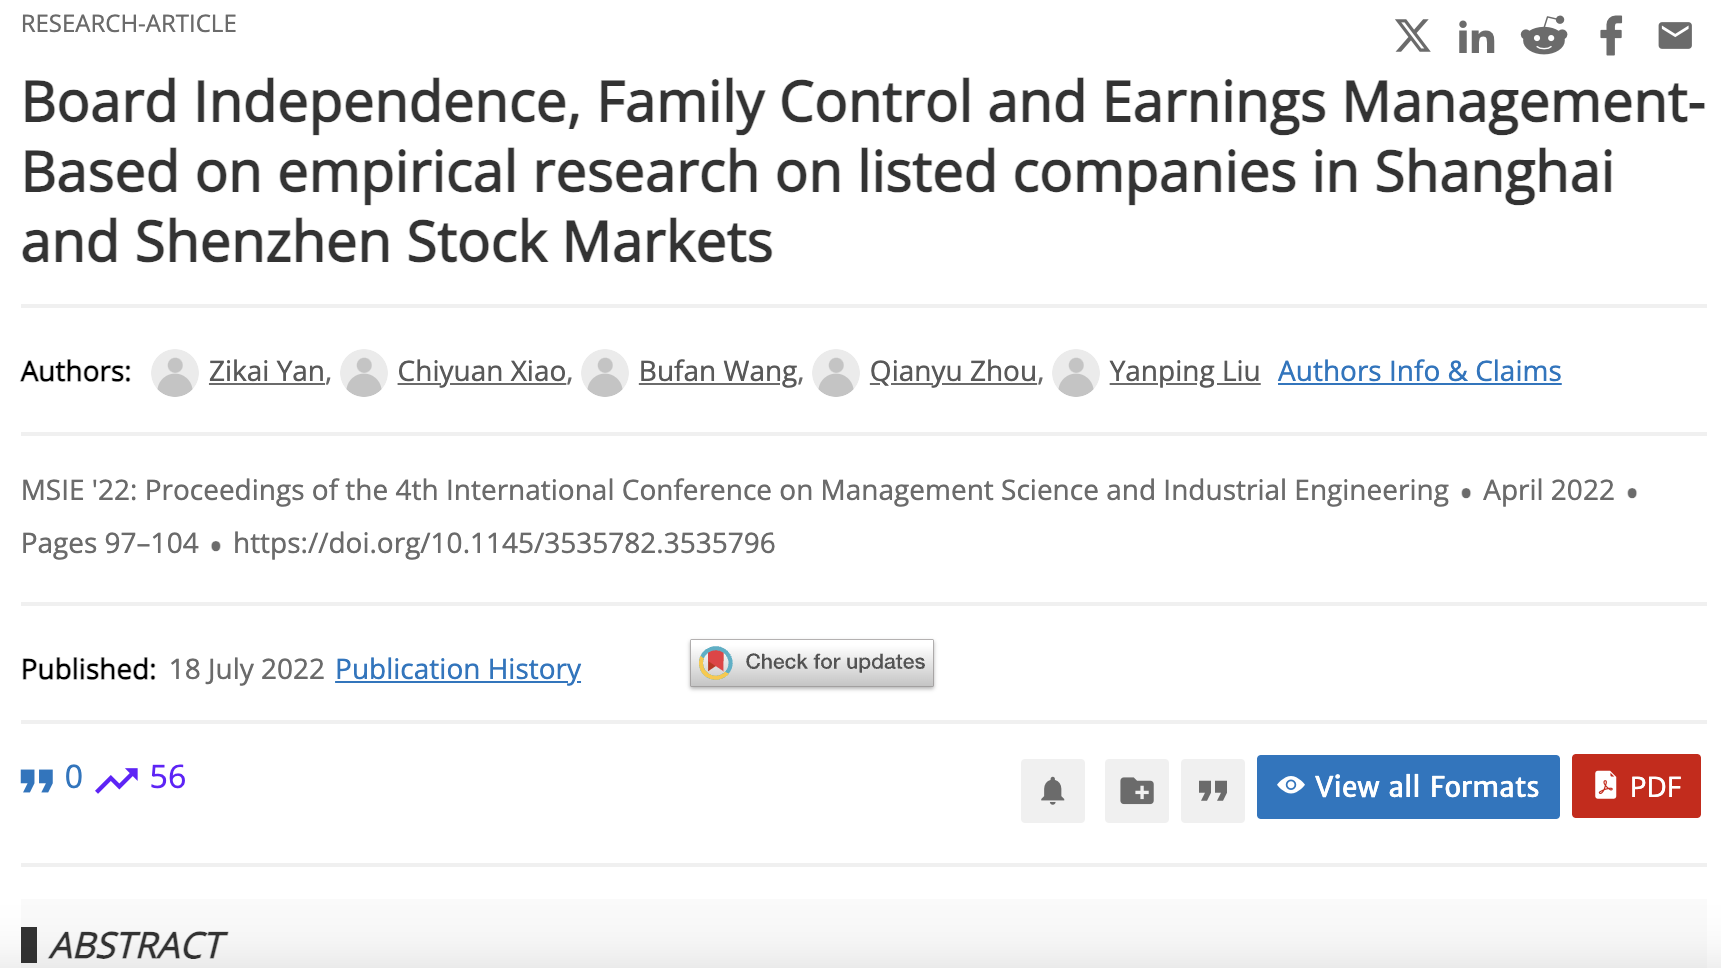 RESEARCH-ARTICLE
Board Independence, Family Control and Earnings Management-
Based on empirical research on listed companies in Shanghai
and Shenzhen Stock Markets
Authors: Zikai Yan, Chiyuan Xiao, Bufan Wang, Qianyu Zhou, Yanping Liu Authors Info & Claims
MSIE '22: Proceedings of the 4th International Conference on Management Science and Industrial Engineering • April 2022 •
Pages 97–104 • https://doi.org/10.1145/3535782.3535796
Published: 18 July 2022 Publication History Check for updates
0 56 View all Formats PDF
ABSTRACT